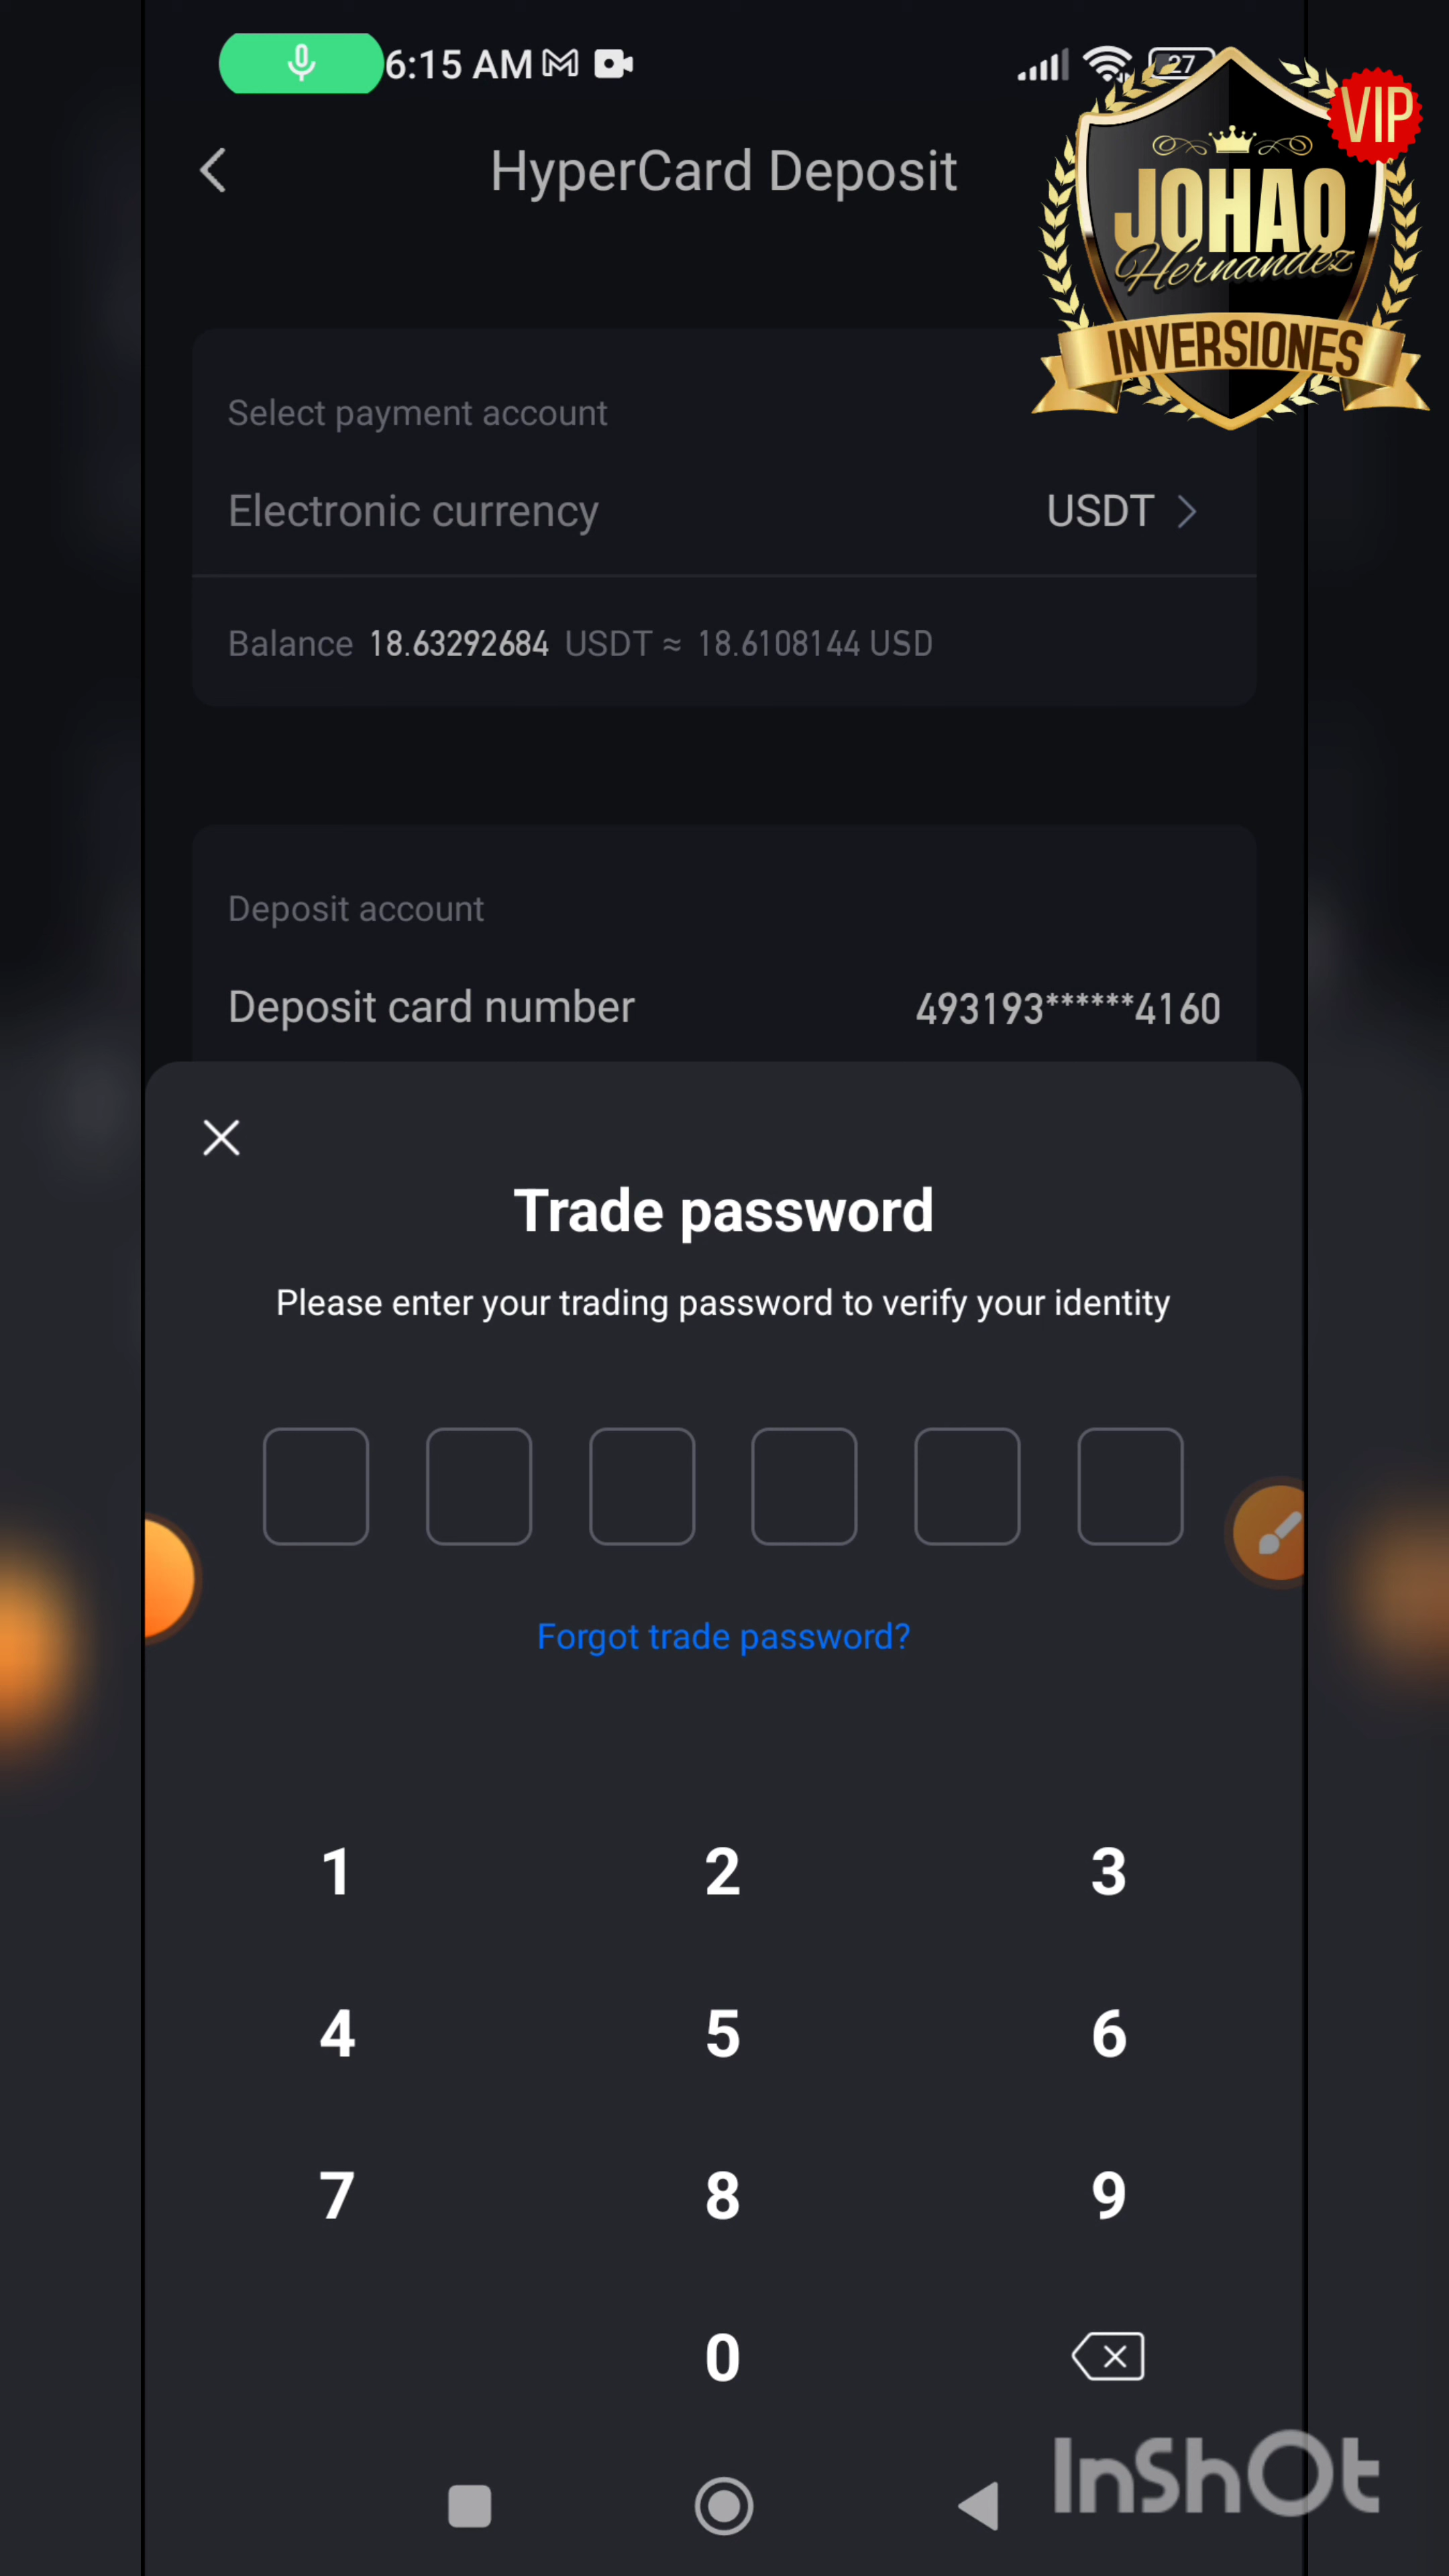 6:15 AM
27
VIP
HyperCard Deposit
JOHAO
Hernandez
INVERSIONES
Select payment account
Electronic currency USDT
Balance 18.63292684 USDT ≈ 18.6108144 USD
Deposit account
Deposit card number 493193******4160
Trade password
Please enter your trading password to verify your identity
Forgot trade password?
1 2 3
4 5 6
7 8 9
0
InShOt